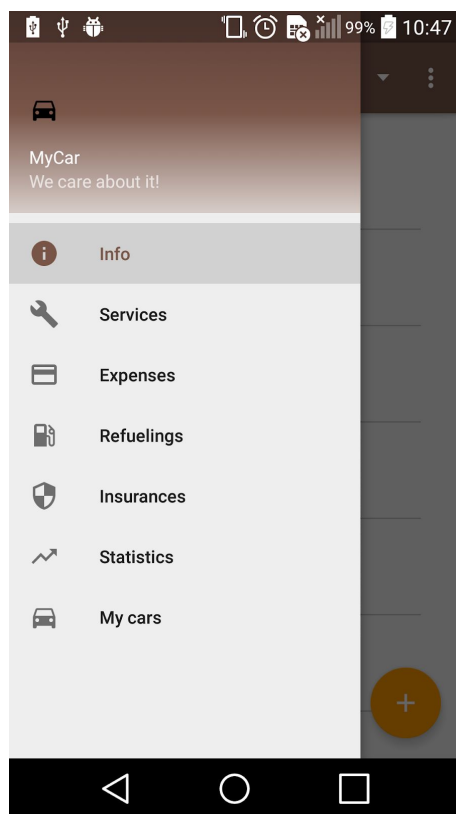 99% 10:47
MyCar
We care about it!
Info
Services
Expenses
Refuelings
Insurances
Statistics
My cars